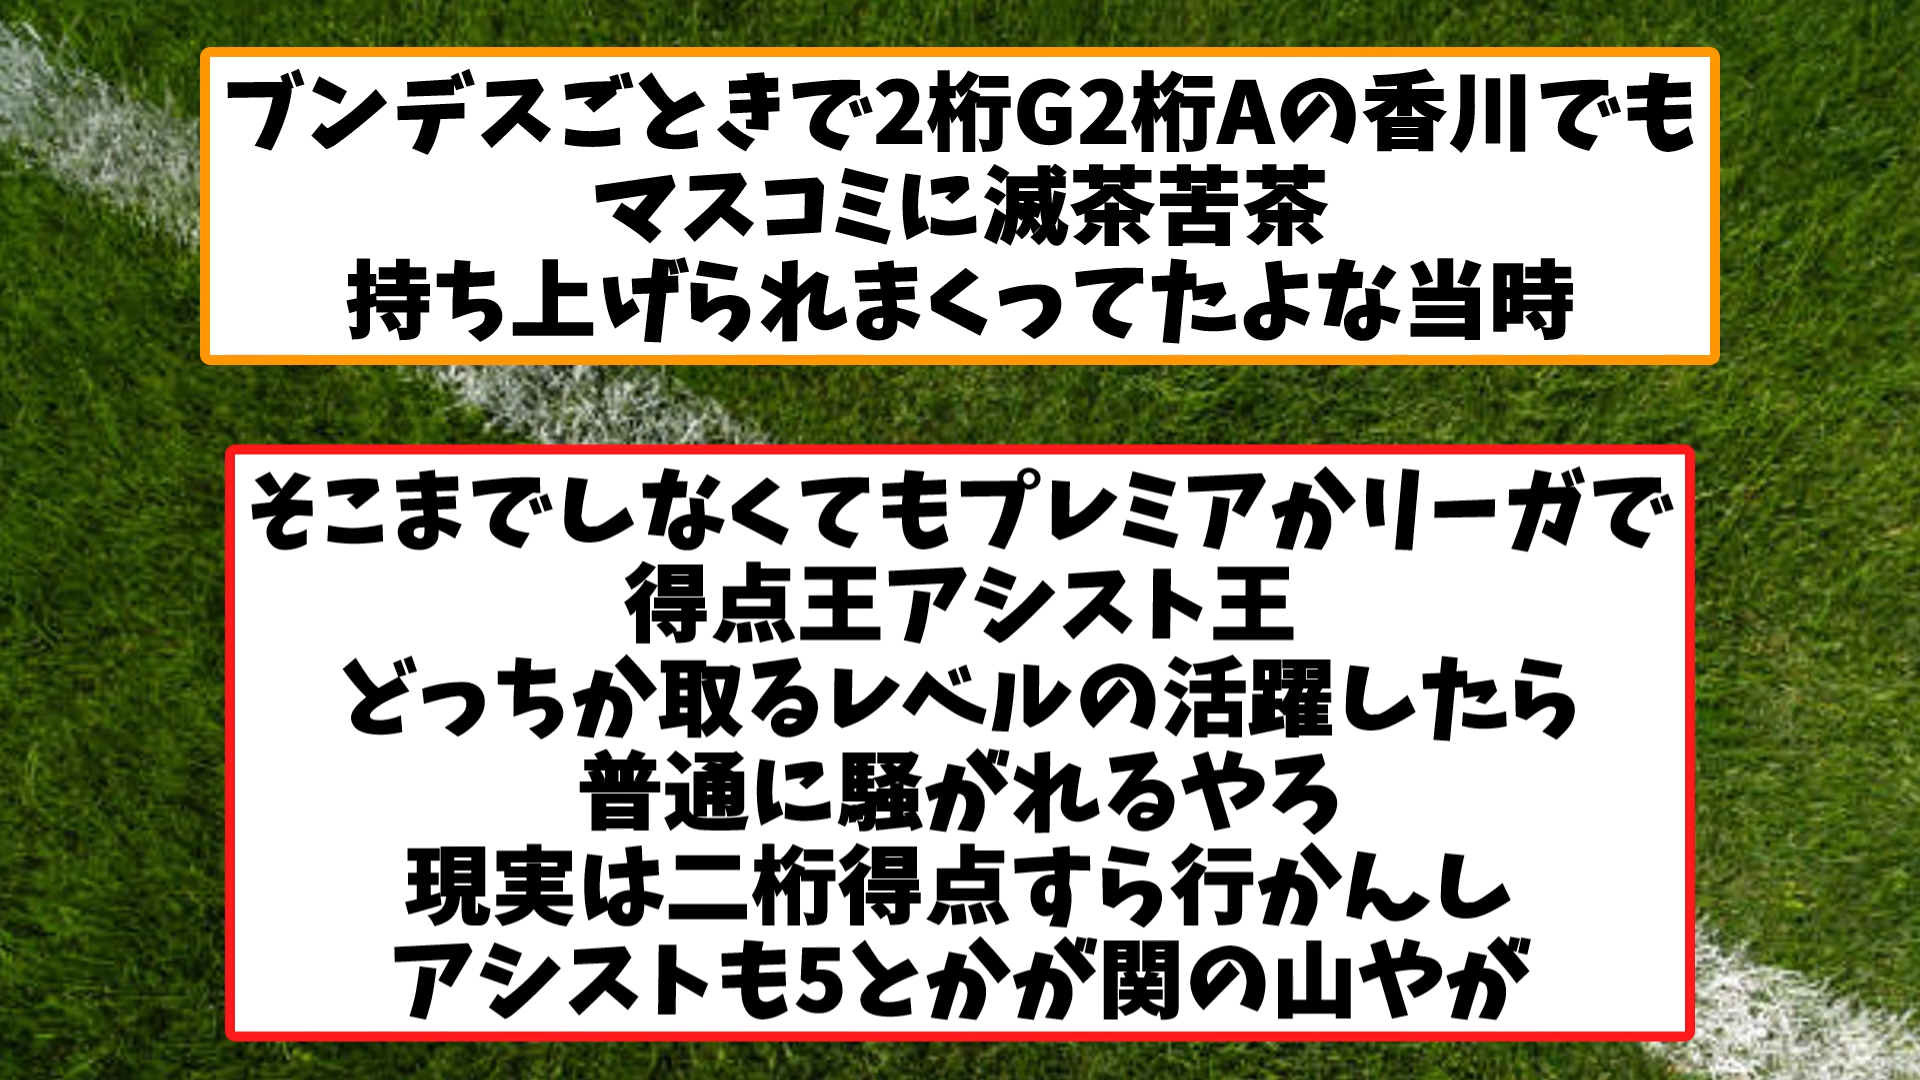 ブンデスごときで2桁G2桁Aの香川でも
マスコミに滅茶苦茶
持ち上げられまくってたよな当時
そこまでしなくてもプレミアかリーガで
得点王アシスト王
どっちか取るレベルの活躍したら
普通に騒がれるやろ
現実は二桁得点すら行かんし
アシストも5とかが関の山やが